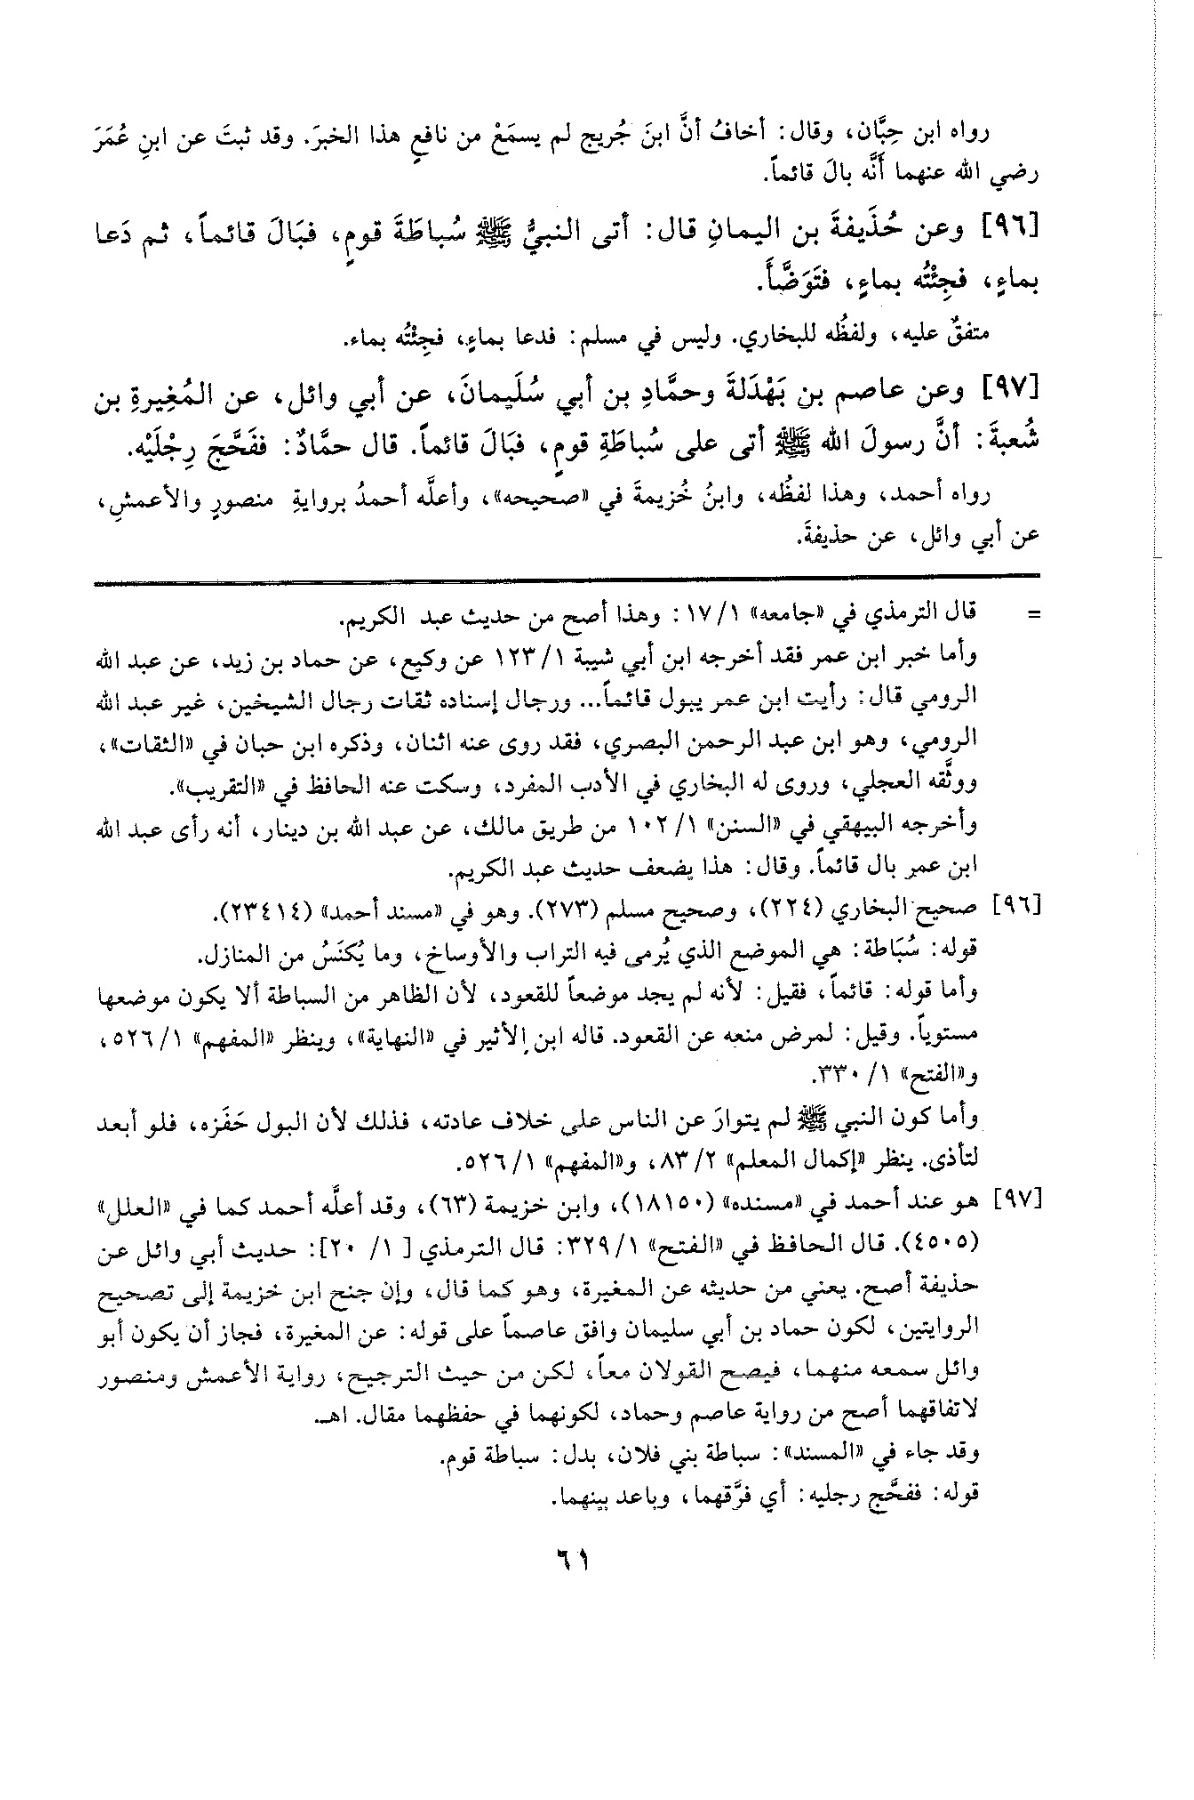 رواه ابن حِبَّان، وقال: أخافُ أنَّ ابنَ جُريج لم يسمَعْ من نافعٍ هذا الخبرَ. وقد ثبتَ عن ابنِ عُمَرَ
رضي الله عنهما أَنَّه بالَ قائماً.
[٩٦] وعن حُذَيفةَ بن اليمانِ قال: أتى النبيُّ ﷺ سُباطَةَ قومٍ، فبَالَ قائماً، ثم دَعا
بماءٍ، فجِئْتُه بماءٍ، فتَوَضَّأَ.
متفقٌ عليه، ولفظُه للبخاري. وليس في مسلم: فدعا بماءٍ، فجِئْتُه بماء.
[٩٧] وعن عاصم بن بَهْدَلةَ وحمَّادِ بن أبي سُلَيمانَ، عن أبي وائل، عن المُغِيرةِ بن
شُعبةَ: أنَّ رسولَ الله ﷺ أتى على سُباطَةِ قومٍ، فبَالَ قائماً. قال حمَّادٌ: ففَحَّجَ رِجْلَيْه.
رواه أحمد، وهذا لفظُه، وابنُ خُزيمةَ في «صحيحه»، وأعلَّه أحمدُ بروايةِ منصورٍ والأعمشِ،
عن أبي وائل، عن حذيفةَ.
= قال الترمذي في «جامعه» ١/ ١٧: وهذا أصح من حديث عبد الكريم.
وأما خبر ابن عمر فقد أخرجه ابن أبي شيبة ١/ ١٢٣ عن وكيع، عن حماد بن زيد، عن عبد الله
الرومي قال: رأيت ابن عمر يبول قائماً... ورجال إسناده ثقات رجال الشيخين، غير عبد الله
الرومي، وهو ابن عبد الرحمن البصري، فقد روى عنه اثنان، وذكره ابن حبان في «الثقات»،
ووثَّقه العجلي، وروى له البخاري في الأدب المفرد، وسكت عنه الحافظ في «التقريب».
وأخرجه البيهقي في «السنن» ١/ ١٠٢ من طريق مالك، عن عبد الله بن دينار، أنه رأى عبد الله
ابن عمر بال قائماً. وقال: هذا يضعف حديث عبد الكريم.
[٩٦] صحيح البخاري (٢٢٤)، وصحيح مسلم (٢٧٣). وهو في «مسند أحمد» (٢٣٤١٤).
قوله: سُبَاطة: هي الموضع الذي يُرمى فيه التراب والأوساخ، وما يُكنَسُ من المنازل.
وأما قوله: قائماً، فقيل: لأنه لم يجد موضعاً للقعود، لأن الظاهر من السباطة ألا يكون موضعها
مستوياً. وقيل: لمرض منعه عن القعود. قاله ابن الأثير في «النهاية»، وينظر «المفهم» ١/ ٥٢٦،
و«الفتح» ١/ ٣٣٠.
وأما كون النبي ﷺ لم يتوارَ عن الناس على خلاف عادته، فذلك لأن البول حَفَزه، فلو أبعد
لتأذى. ينظر «إكمال المعلم» ٢/ ٨٣، و«المفهم» ١/ ٥٢٦.
[٩٧] هو عند أحمد في «مسنده» (١٨١٥٠)، وابن خزيمة (٦٣)، وقد أعلَّه أحمد كما في «العلل»
(٤٥٠٥). قال الحافظ في «الفتح» ١/ ٣٢٩: قال الترمذي [ ١/ ٢٠]: حديث أبي وائل عن
حذيفة أصح. يعني من حديثه عن المغيرة، وهو كما قال، وإن جنح ابن خزيمة إلى تصحيح
الروايتين، لكون حماد بن أبي سليمان وافق عاصماً على قوله: عن المغيرة، فجاز أن يكون أبو
وائل سمعه منهما، فيصح القولان معاً، لكن من حيث الترجيح، رواية الأعمش ومنصور
لاتفاقهما أصح من رواية عاصم وحماد، لكونهما في حفظهما مقال. اهـ.
وقد جاء في «المسند»: سباطة بني فلان، بدل: سباطة قوم.
قوله: ففحَّج رجليه: أي فرَّقهما، وباعد بينهما.
٦١